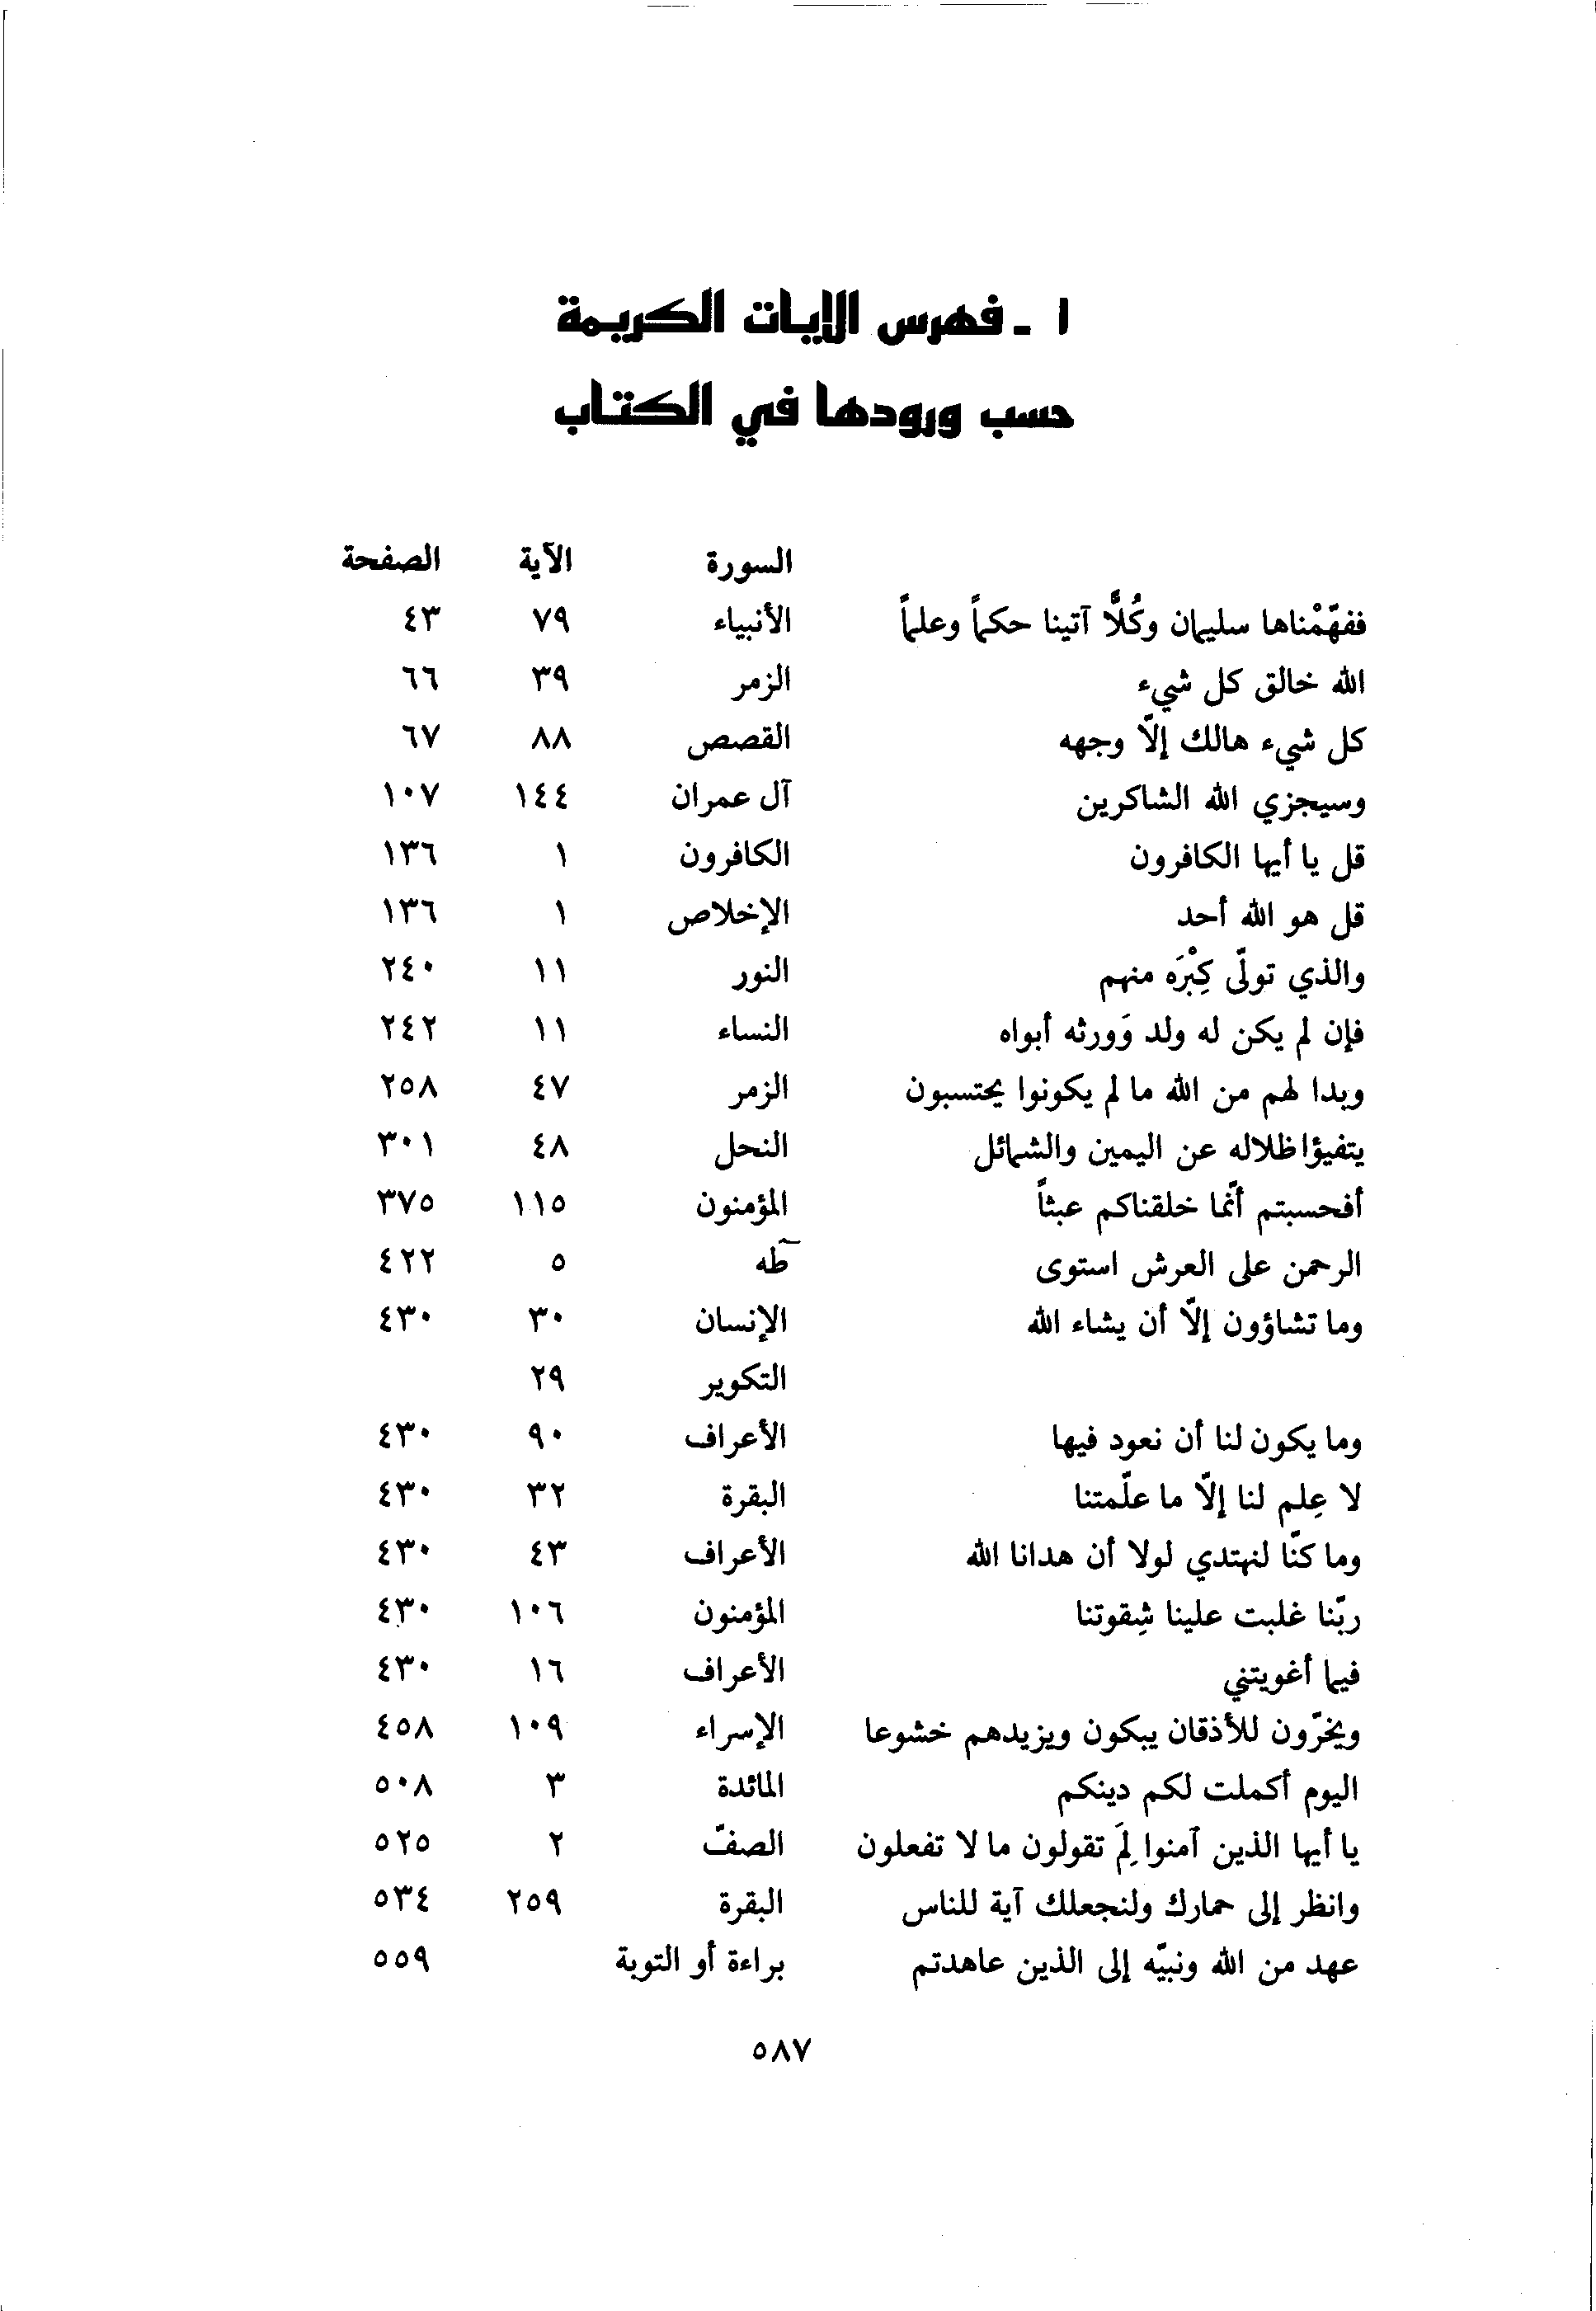 ١ - فهرس الآيات الكريمة
حسب ورودها في الكتاب
السورة الآية الصفحة
ففهّمْناها سليمان وكُلًّا آتينا حكماً وعلماً الأنبياء ٧٩ ٤٣
الله خالق كل شيء الزمر ٣٩ ٦٦
كل شيء هالك إلّا وجهه القصص ٨٨ ٦٧
وسيجزي الله الشاكرين آل عمران ١٤٤ ١٠٧
قل يا أيها الكافرون الكافرون ١ ١٣٦
قل هو الله أحد الإخلاص ١ ١٣٦
والذي تولّى كِبْرَه منهم النور ١١ ٢٤٠
فإن لم يكن له ولد وَورثه أبواه النساء ١١ ٢٤٢
وبدا لهم من الله ما لم يكونوا يحتسبون الزمر ٤٧ ٢٥٨
يتفيؤا ظلاله عن اليمين والشمائل النحل ٤٨ ٣٠١
أفحسبتم أنّما خلقناكم عبثاً المؤمنون ١١٥ ٣٧٥
الرحمن على العرش استوى طه ٥ ٤٢٢
وما تشاؤون إلّا أن يشاء الله الإنسان ٣٠ ٤٣٠
التكوير ٢٩
وما يكون لنا أن نعود فيها الأعراف ٩٠ ٤٣٠
لا عِلم لنا إلّا ما علّمتنا البقرة ٣٢ ٤٣٠
وما كنّا لنهتدي لولا أن هدانا الله الأعراف ٤٣ ٤٣٠
ربّنا غلبت علينا شِقوتنا المؤمنون ١٠٦ ٤٣٠
فيما أغويتني الأعراف ١٦ ٤٣٠
ويخرّون للأذقان يبكون ويزيدهم خشوعا الإسراء ١٠٩ ٤٥٨
اليوم أكملت لكم دينكم المائدة ٣ ٥٠٨
يا أيها الذين آمنوا لِمَ تقولون ما لا تفعلون الصفّ ٢ ٥٢٥
وانظر إلى حمارك ولنجعلك آية للناس البقرة ٢٥٩ ٥٣٤
عهد من الله ونبيّه إلى الذين عاهدتم براءة أو التوبة ٥٥٩
٥٨٧